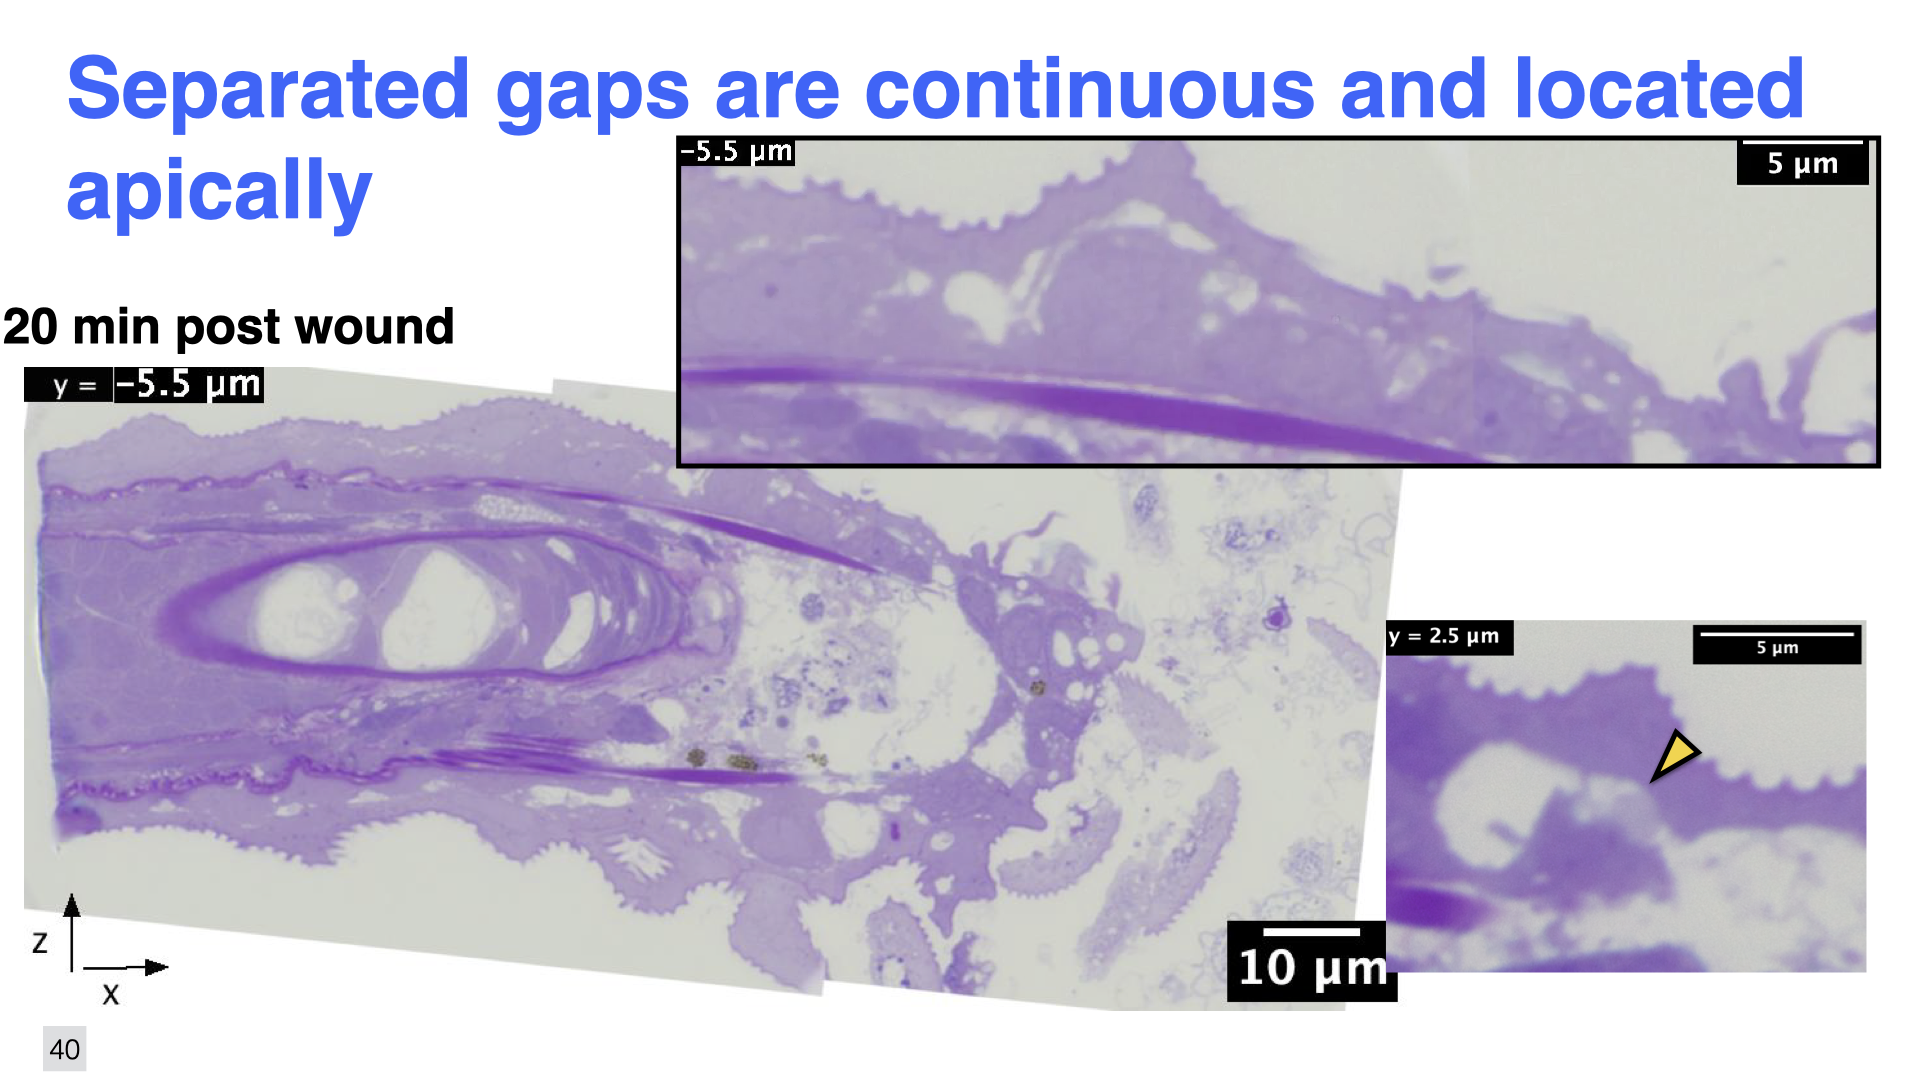 Separated gaps are continuous and located
apically
−5.5 µm
5 µm
20 min post wound
y = −5.5 µm
y = 2.5 µm
5 µm
z
x
10 µm
40